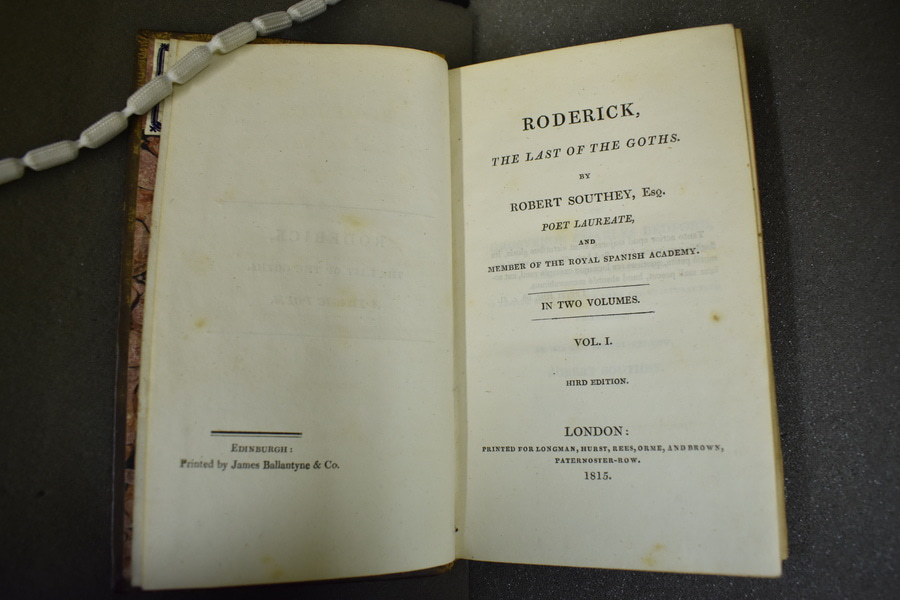 EDINBURGH:
Printed by James Ballantyne & Co.
RODERICK,
THE LAST OF THE GOTHS.
BY
ROBERT SOUTHEY, Esq.
POET LAUREATE,
AND
MEMBER OF THE ROYAL SPANISH ACADEMY.
IN TWO VOLUMES.
VOL. I.
HIRD EDITION.
LONDON:
PRINTED FOR LONGMAN, HURST, REES, ORME, AND BROWN,
PATERNOSTER-ROW.
1815.